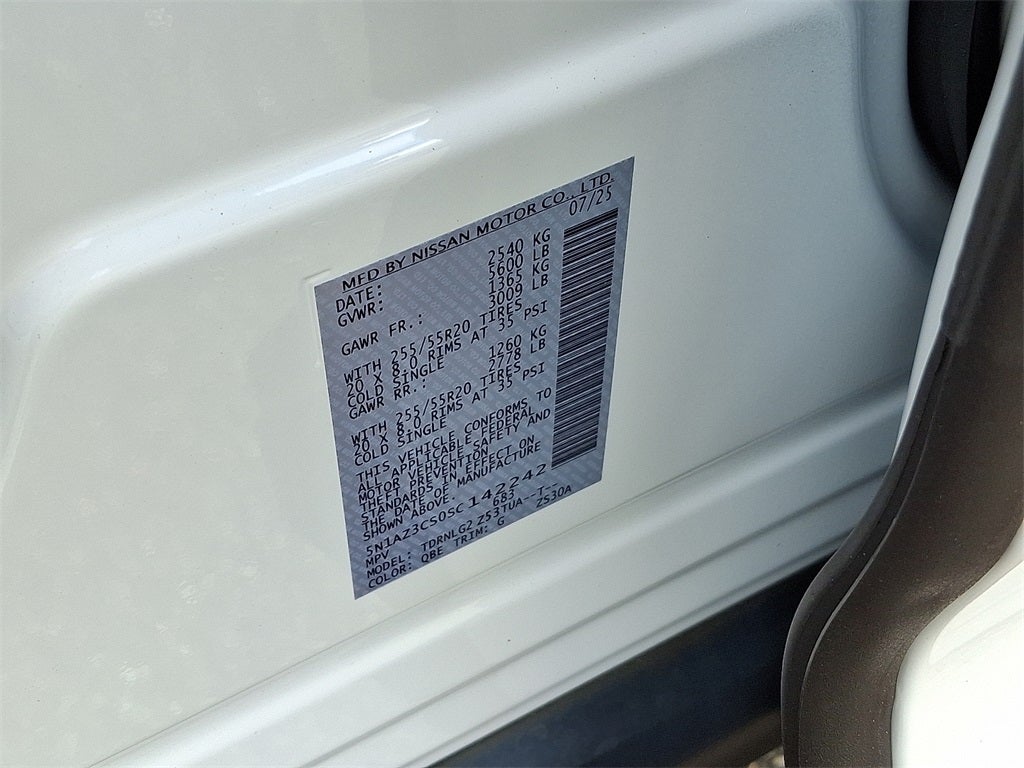 MFD BY NISSAN MOTOR CO., LTD.
DATE: 07/25
GVWR: 2540 KG
5600 LB
GAWR FR.: 1365 KG
3009 LB
WITH 255/55R20 TIRES
20 X 8.0 RIMS AT 35 PSI
COLD SINGLE
GAWR RR.: 1260 KG
2778 LB
WITH 255/55R20 TIRES
20 X 8.0 RIMS AT 35 PSI
COLD SINGLE
THIS VEHICLE CONFORMS TO
ALL APPLICABLE FEDERAL
MOTOR VEHICLE SAFETY AND
THEFT PREVENTION
STANDARDS IN EFFECT ON
THE DATE OF MANUFACTURE
SHOWN ABOVE.
5N1AZ3CS0SC 142242
MPV 683
MODEL: TDRNLG2 ZS3TUA--T--
COLOR: QBE TRIM: G ZS30A